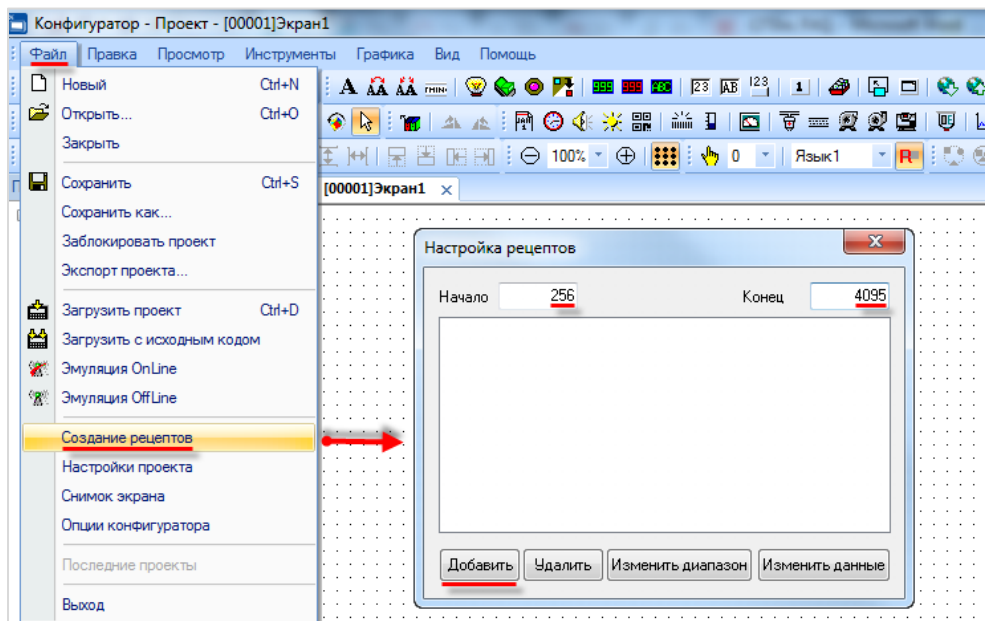 Конфигуратор - Проект - [00001]Экран1
Файл Правка Просмотр Инструменты Графика Вид Помощь
Новый Ctrl+N
Открыть... Ctrl+O
Закрыть
100% 0 Язык1 R
Сохранить Ctrl+S
[00001]Экран1 x
Сохранить как...
Заблокировать проект
Экспорт проекта...
Загрузить проект Ctrl+D
Загрузить с исходным кодом
Эмуляция OnLine
Эмуляция OffLine
Создание рецептов
Настройки проекта
Снимок экрана
Опции конфигуратора
Последние проекты
Выход
Настройка рецептов
Начало 256 Конец 4095
Добавить Удалить Изменить диапазон Изменить данные